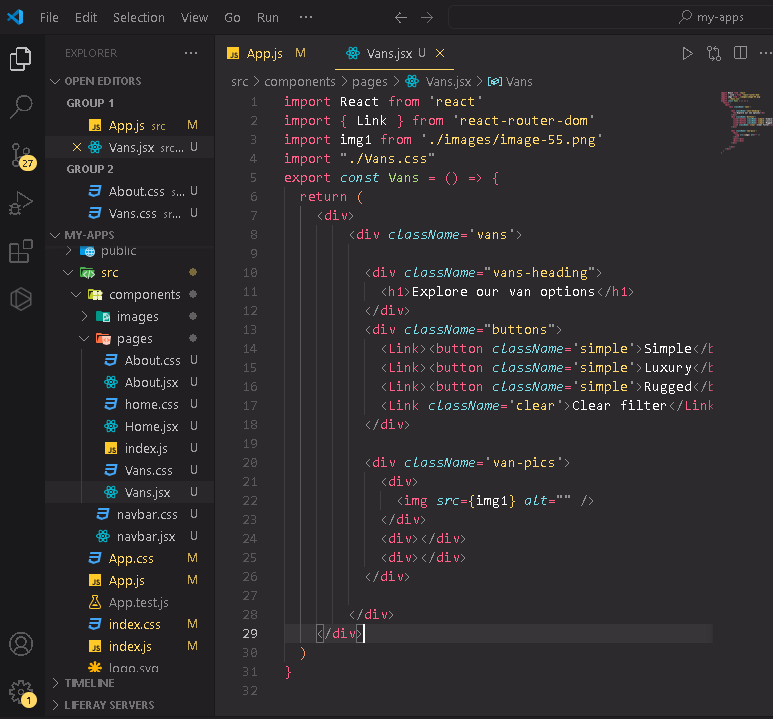 File Edit Selection View Go Run ··· my-apps
EXPLORER ···
OPEN EDITORS
GROUP 1
JS App.js src M
Vans.jsx src... U
GROUP 2
About.css s... U
Vans.css sr... U
MY-APPS
public
src
components
images
pages
About.css U
About.jsx U
home.css U
Home.jsx U
JS index.js U
Vans.css U
Vans.jsx U
navbar.css U
navbar.jsx U
App.css M
JS App.js M
App.test.js
index.css M
JS index.js M
logo.svg
TIMELINE
LIFERAY SERVERS
27
1
JS App.js M Vans.jsx U ×
src > components > pages > Vans.jsx > Vans
1 import React from 'react'
2 import { Link } from 'react-router-dom'
3 import img1 from './images/image-55.png'
4 import "./Vans.css"
5 export const Vans = () => {
6 return (
7 <div>
8 <div className='vans'>
9
10 <div className="vans-heading">
11 <h1>Explore our van options</h1>
12 </div>
13 <div className="buttons">
14 <Link><button className='simple'>Simple</b
15 <Link><button className='simple'>Luxury</b
16 <Link><button className='simple'>Rugged</b
17 <Link className='clear'>Clear filter</Link
18 </div>
19
20 <div className='van-pics'>
21 <div>
22 <img src={img1} alt="" />
23 </div>
24 <div></div>
25 <div></div>
26 </div>
27
28 </div>
29 </div>
30 )
31 }
32